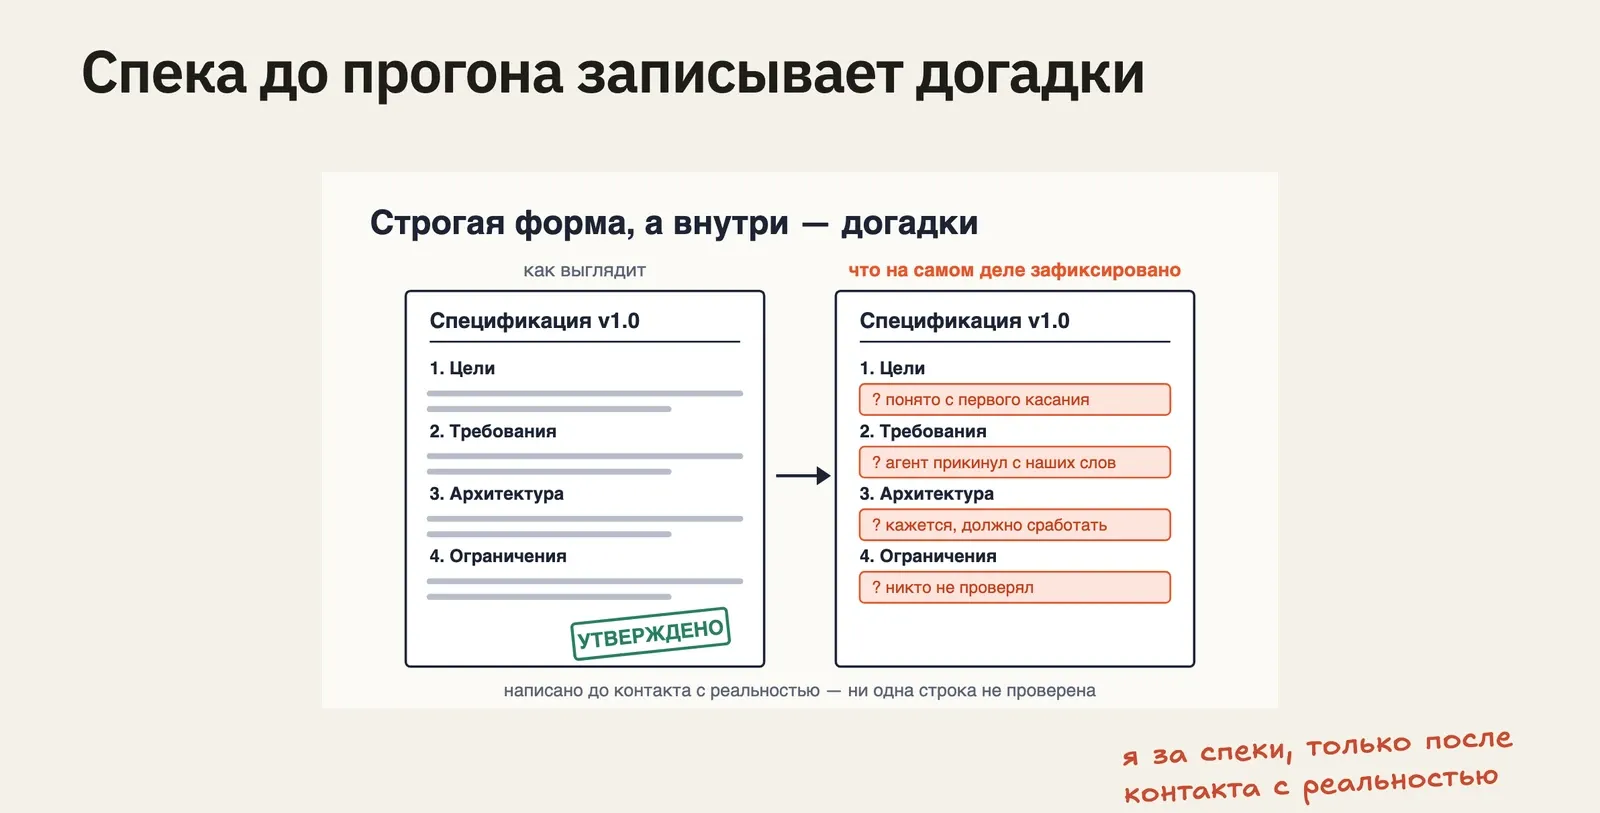 Спека до прогона записывает догадки
Строгая форма, а внутри — догадки
как выглядит
Спецификация v1.0
1. Цели
2. Требования
3. Архитектура
4. Ограничения
УТВЕРЖДЕНО
что на самом деле зафиксировано
Спецификация v1.0
1. Цели
? понято с первого касания
2. Требования
? агент прикинул с наших слов
3. Архитектура
? кажется, должно сработать
4. Ограничения
? никто не проверял
написано до контакта с реальностью — ни одна строка не проверена
я за спеки, только после
контакта с реальностью